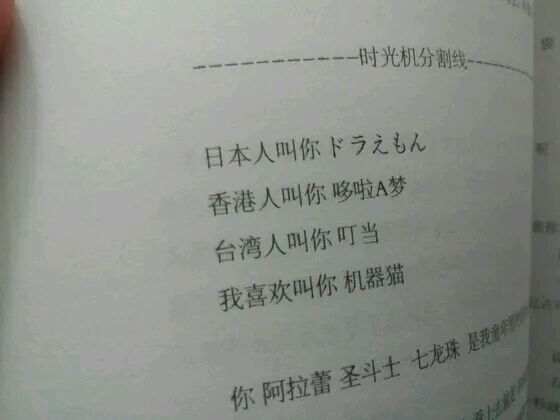 ----------时光机分割线------
日本人叫你 ドラえもん
香港人叫你 哆啦A梦
台湾人叫你 叮当
我喜欢叫你 机器猫
你 阿拉蕾 圣斗士 七龙珠 是我童年